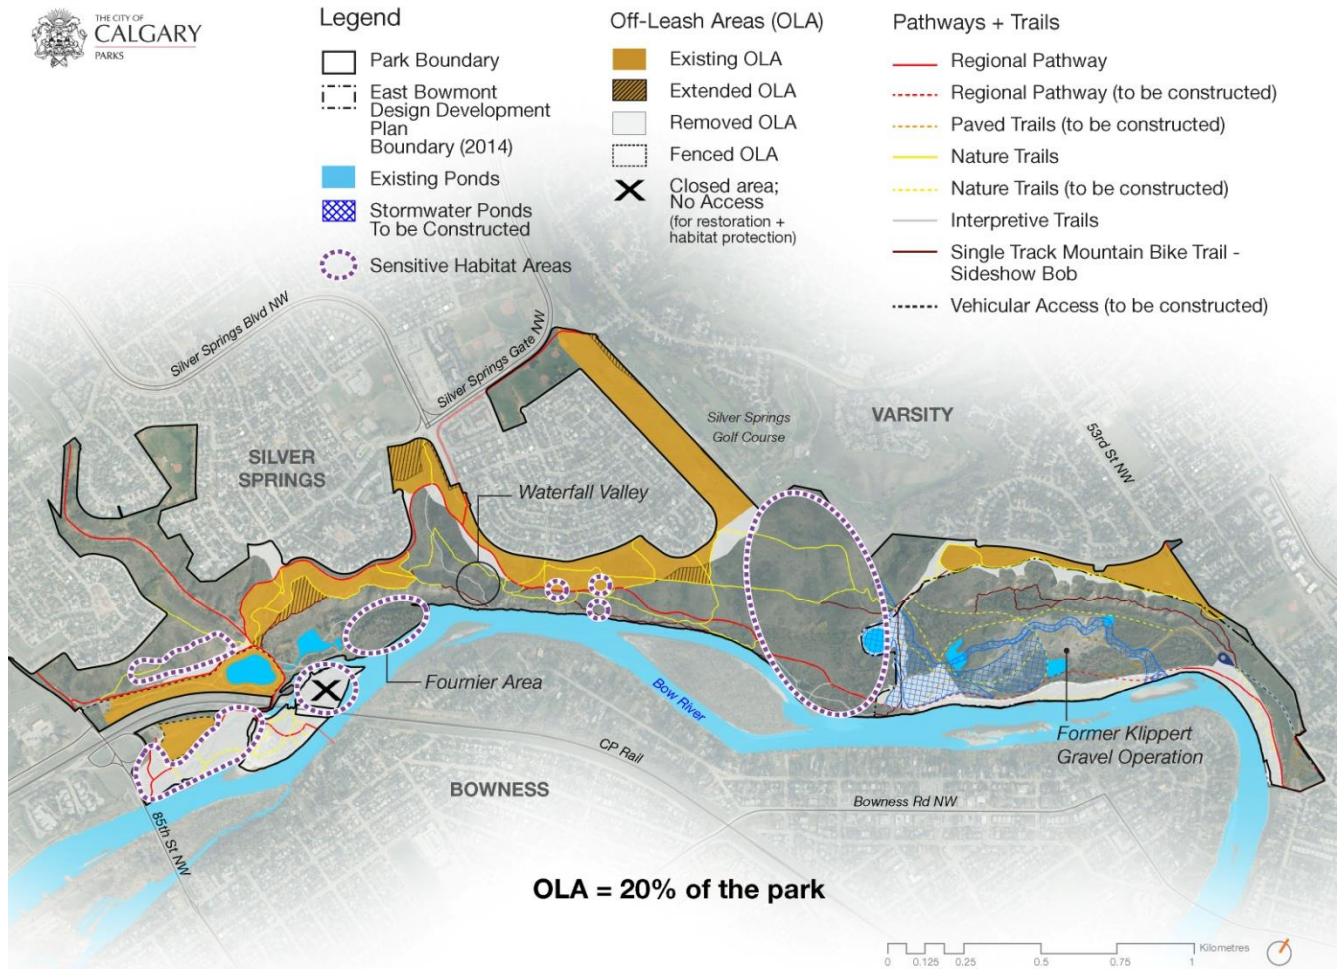 THE CITY OF
CALGARY
PARKS
Legend
Park Boundary
East Bowmont
Design Development
Plan
Boundary (2014)
Existing Ponds
Stormwater Ponds
To be Constructed
Sensitive Habitat Areas
Off-Leash Areas (OLA)
Existing OLA
Extended OLA
Removed OLA
Fenced OLA
Closed area;
No Access
(for restoration +
habitat protection)
Pathways + Trails
Regional Pathway
Regional Pathway (to be constructed)
Paved Trails (to be constructed)
Nature Trails
Nature Trails (to be constructed)
Interpretive Trails
Single Track Mountain Bike Trail -
Sideshow Bob
Vehicular Access (to be constructed)
Silver Springs Blvd NW
Silver Springs Gate NW
Silver Springs
Golf Course
VARSITY
53rd St NW
SILVER
SPRINGS
Waterfall Valley
Fournier Area
Bow River
CP Rail
Former Klippert
Gravel Operation
BOWNESS
Bowness Rd NW
85th St NW
OLA = 20% of the park
Kilometres
0 0.125 0.25 0.5 0.75 1